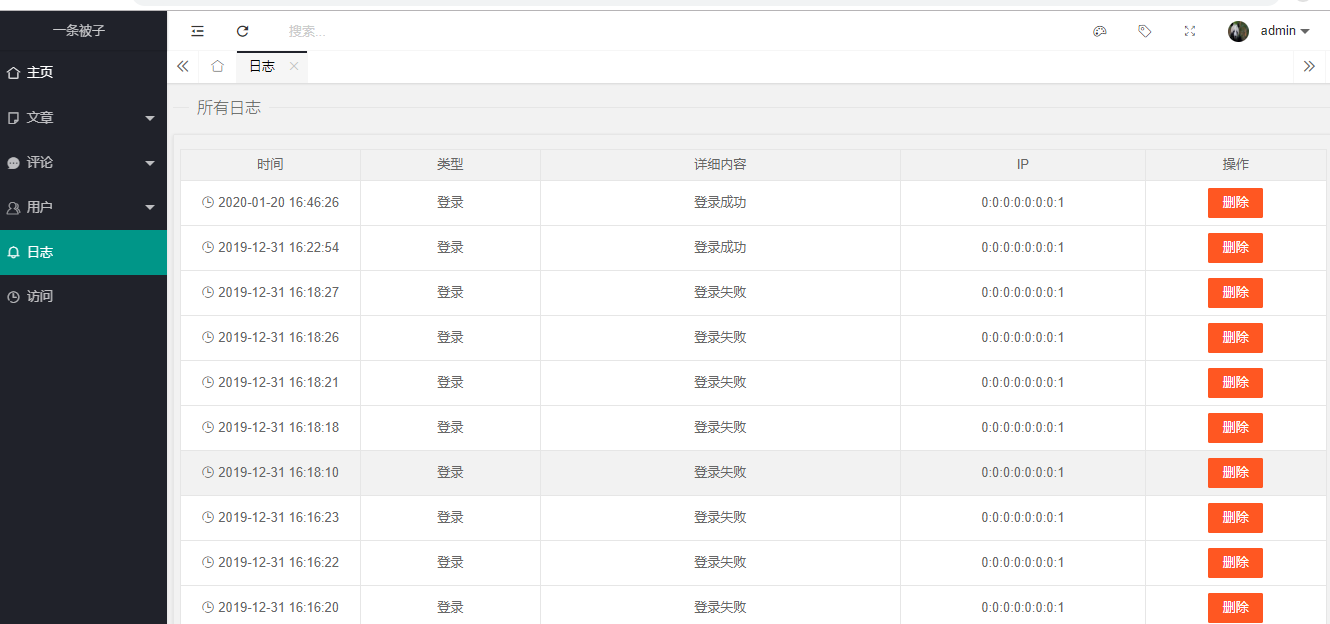 一条被子
搜索...
admin
主页
日志
文章
所有日志
评论
用户
日志
访问
时间 类型 详细内容 IP 操作
2020-01-20 16:46:26 登录 登录成功 0:0:0:0:0:0:0:1 删除
2019-12-31 16:22:54 登录 登录成功 0:0:0:0:0:0:0:1 删除
2019-12-31 16:18:27 登录 登录失败 0:0:0:0:0:0:0:1 删除
2019-12-31 16:18:26 登录 登录失败 0:0:0:0:0:0:0:1 删除
2019-12-31 16:18:21 登录 登录失败 0:0:0:0:0:0:0:1 删除
2019-12-31 16:18:18 登录 登录失败 0:0:0:0:0:0:0:1 删除
2019-12-31 16:18:10 登录 登录失败 0:0:0:0:0:0:0:1 删除
2019-12-31 16:16:23 登录 登录失败 0:0:0:0:0:0:0:1 删除
2019-12-31 16:16:22 登录 登录失败 0:0:0:0:0:0:0:1 删除
2019-12-31 16:16:20 登录 登录失败 0:0:0:0:0:0:0:1 删除